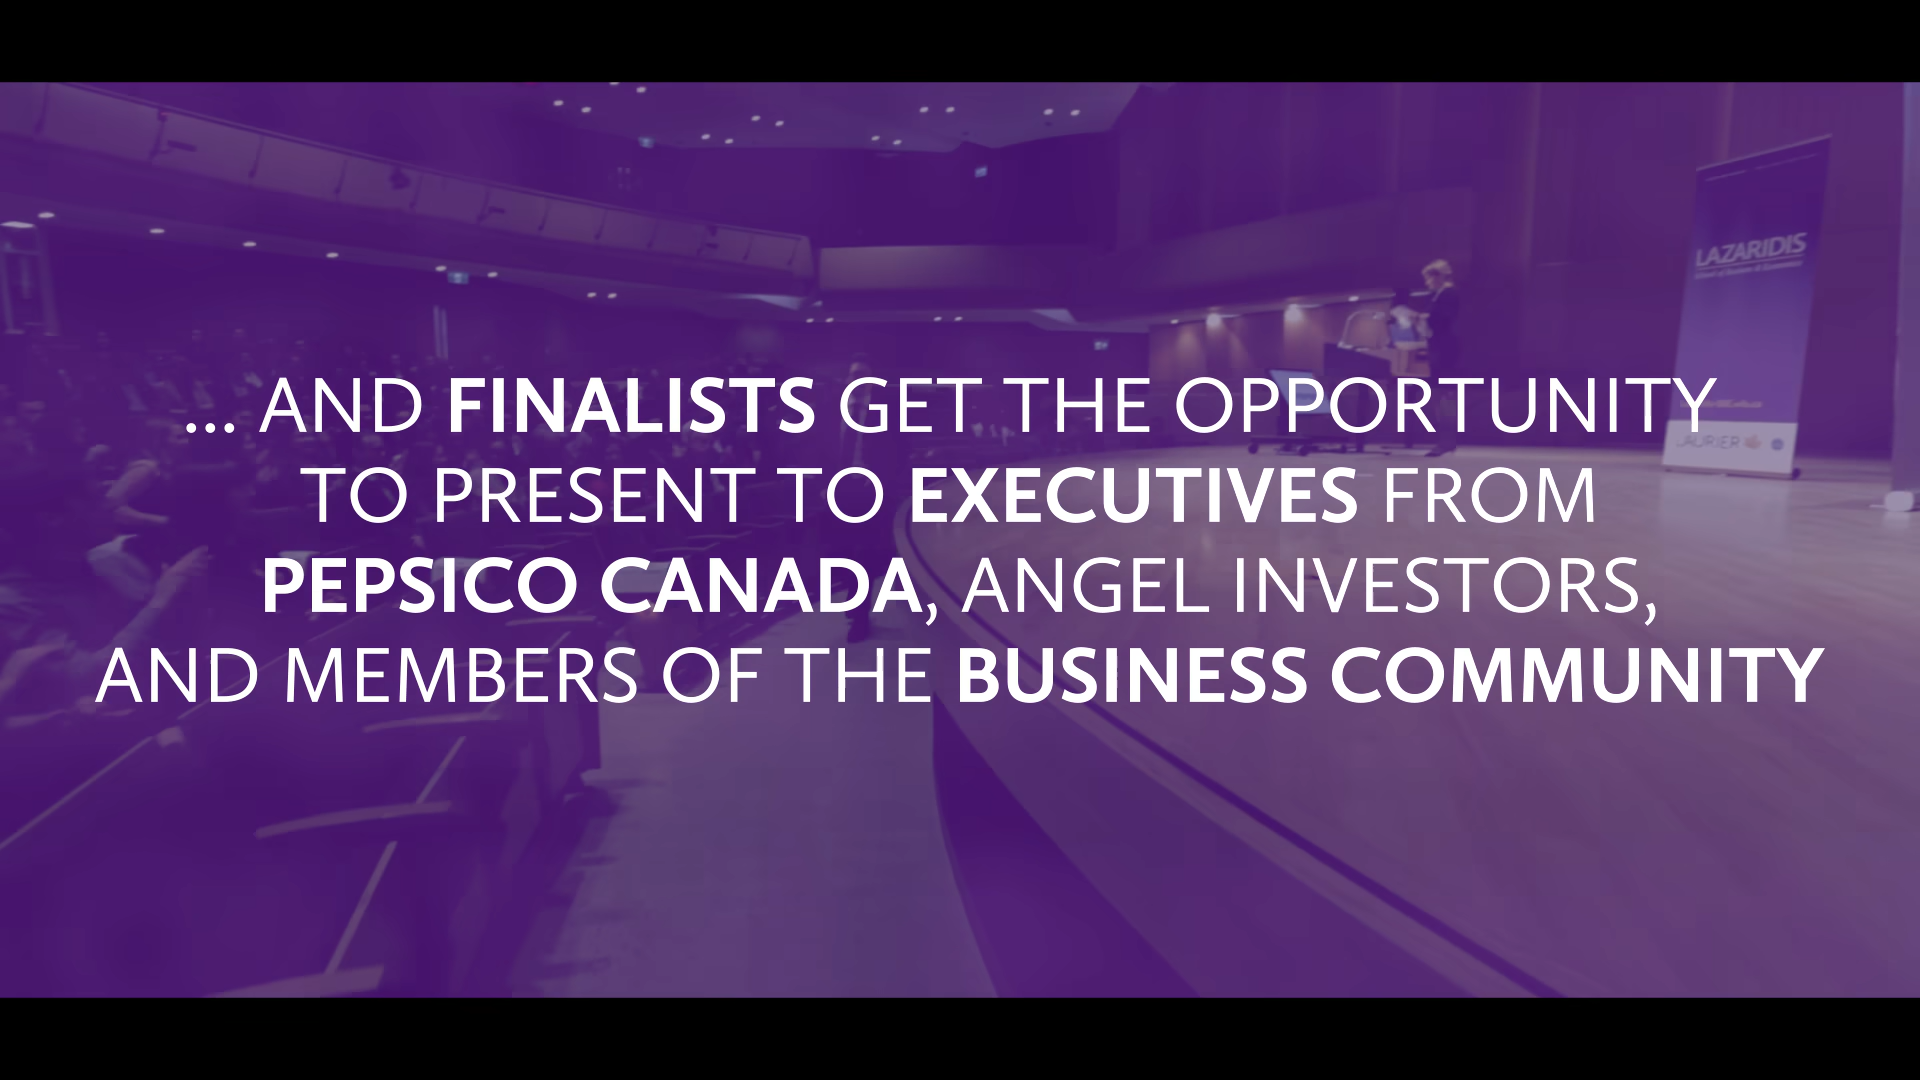 ... AND FINALISTS GET THE OPPORTUNITY
TO PRESENT TO EXECUTIVES FROM
PEPSICO CANADA, ANGEL INVESTORS,
AND MEMBERS OF THE BUSINESS COMMUNITY
LAZARIDIS
LAURIER